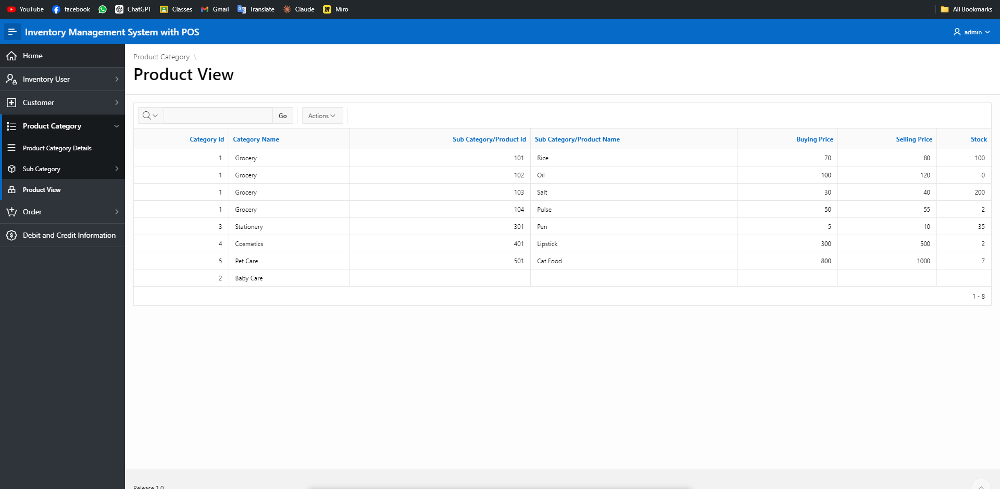 YouTube facebook ChatGPT Classes Gmail Translate Claude Miro All Bookmarks
Inventory Management System with POS admin
Home
Inventory User
Customer
Product Category
Product Category Details
Sub Category
Product View
Order
Debit and Credit Information
Product Category \
Product View
Go Actions
Category Id Category Name Sub Category/Product Id Sub Category/Product Name Buying Price Selling Price Stock
1 Grocery 101 Rice 70 80 100
1 Grocery 102 Oil 100 120 0
1 Grocery 103 Salt 30 40 200
1 Grocery 104 Pulse 50 55 2
3 Stationery 301 Pen 5 10 35
4 Cosmetics 401 Lipstick 300 500 2
5 Pet Care 501 Cat Food 800 1000 7
2 Baby Care
1 - 8
Release 1.0